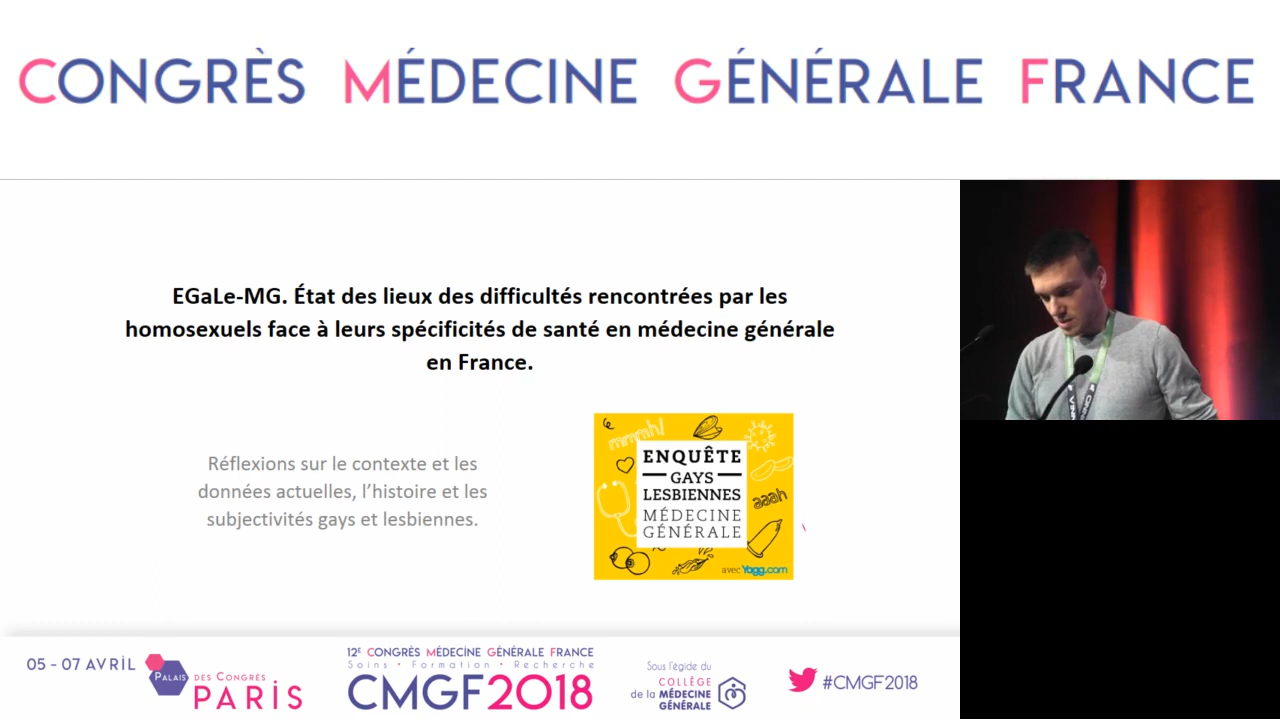 CONGRÈS MÉDECINE GÉNÉRALE FRANCE
EGaLe-MG. État des lieux des difficultés rencontrées par les
homosexuels face à leurs spécificités de santé en médecine générale
en France.
Réflexions sur le contexte et les
données actuelles, l'histoire et les
subjectivités gays et lesbiennes.
mmmh!
ENQUÊTE
GAYS
LESBIENNES
MÉDECINE
GÉNÉRALE
aaah
avec Yagg.com
05 - 07 AVRIL
PALAIS DES CONGRÈS
PARIS
12E CONGRÈS MÉDECINE GÉNÉRALE FRANCE
Soins • Formation • Recherche
CMGF2018
Sous l'égide du
COLLÈGE
de la MÉDECINE
GÉNÉRALE
#CMGF2018